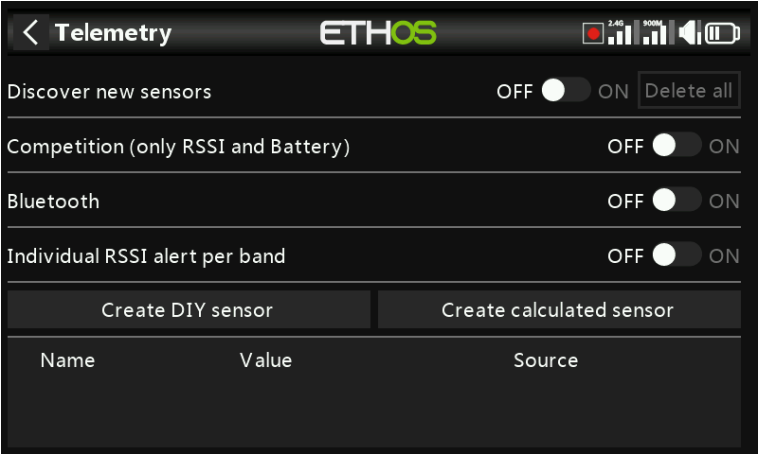 Telemetry ETHOS 2.4G 900M
Discover new sensors OFF ON Delete all
Competition (only RSSI and Battery) OFF ON
Bluetooth OFF ON
Individual RSSI alert per band OFF ON
Create DIY sensor Create calculated sensor
Name Value Source